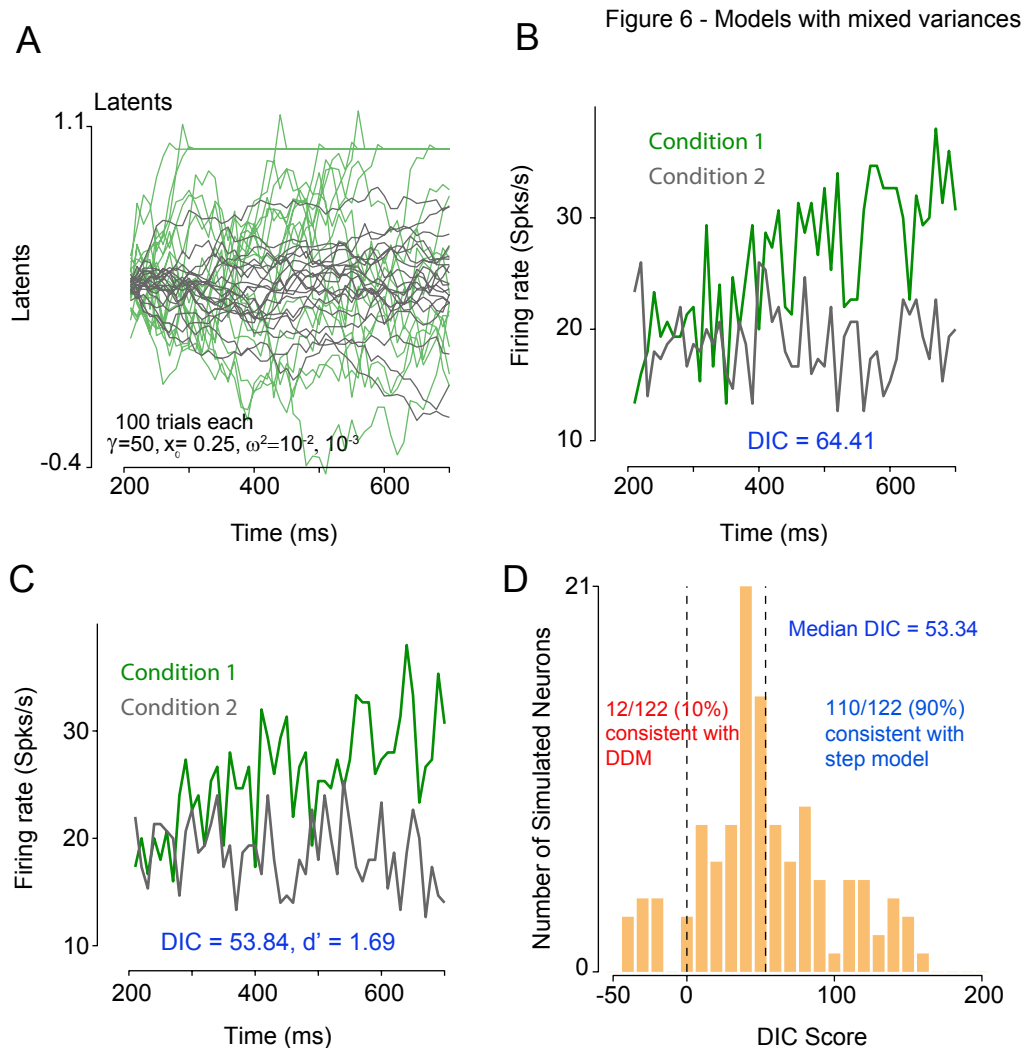 Figure 6 - Models with mixed variances
A
Latents
1.1
Latents
-0.4
100 trials each
γ=50, x₀= 0.25, ω²=10⁻², 10⁻³
200
400
600
Time (ms)
B
Condition 1
Condition 2
Firing rate (Spks/s)
30
20
10
DIC = 64.41
200
400
600
Time (ms)
C
Condition 1
Condition 2
Firing rate (Spks/s)
30
20
10
DIC = 53.84, d' = 1.69
200
400
600
Time (ms)
D
21
Number of Simulated Neurons
0
Median DIC = 53.34
12/122 (10%)
consistent with
DDM
110/122 (90%)
consistent with
step model
-50
0
100
200
DIC Score